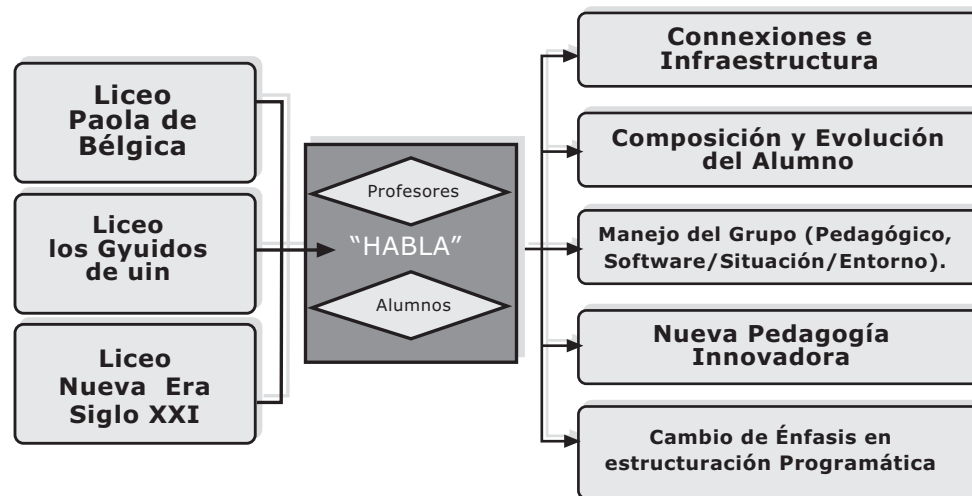 Liceo
Paola de
Bélgica
Liceo
los Gyuidos
de uin
Liceo
Nueva Era
Siglo XXI
Profesores
“HABLA”
Alumnos
Connexiones e
Infraestructura
Composición y Evolución
del Alumno
Manejo del Grupo (Pedagógico,
Software/Situación/Entorno).
Nueva Pedagogía
Innovadora
Cambio de Énfasis en
estructuración Programática